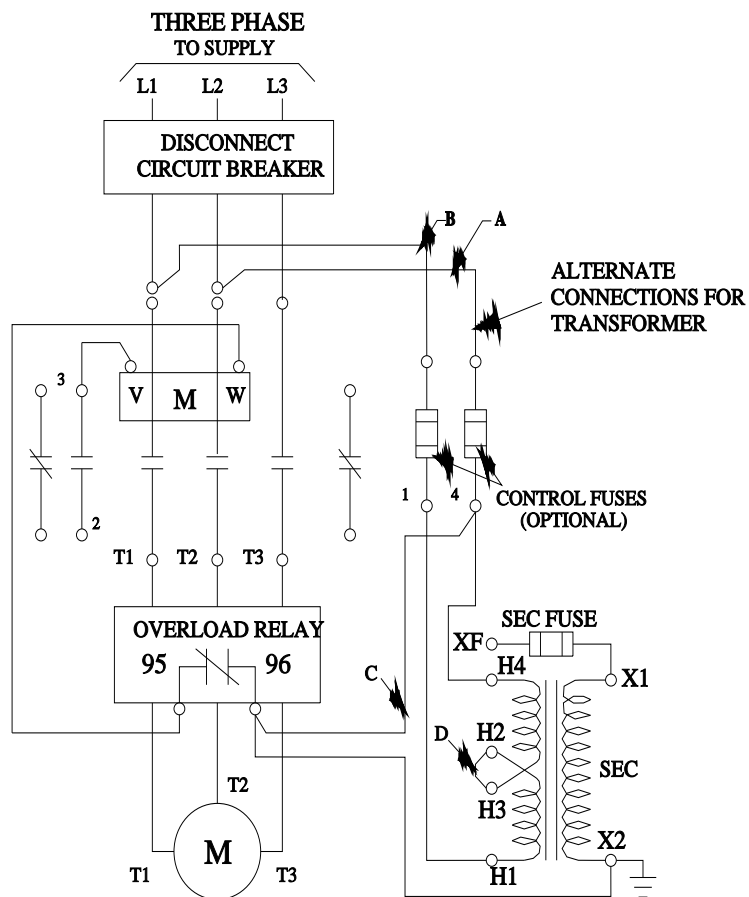 THREE PHASE
TO SUPPLY
L1 L2 L3
DISCONNECT
CIRCUIT BREAKER
B A
ALTERNATE
CONNECTIONS FOR
TRANSFORMER
3
V M W
2
1 4
CONTROL FUSES
(OPTIONAL)
T1 T2 T3
OVERLOAD RELAY
95 96
SEC FUSE
XF
H4
X1
C
D
H2
SEC
H3
T2
M
T1 T3
X2
H1